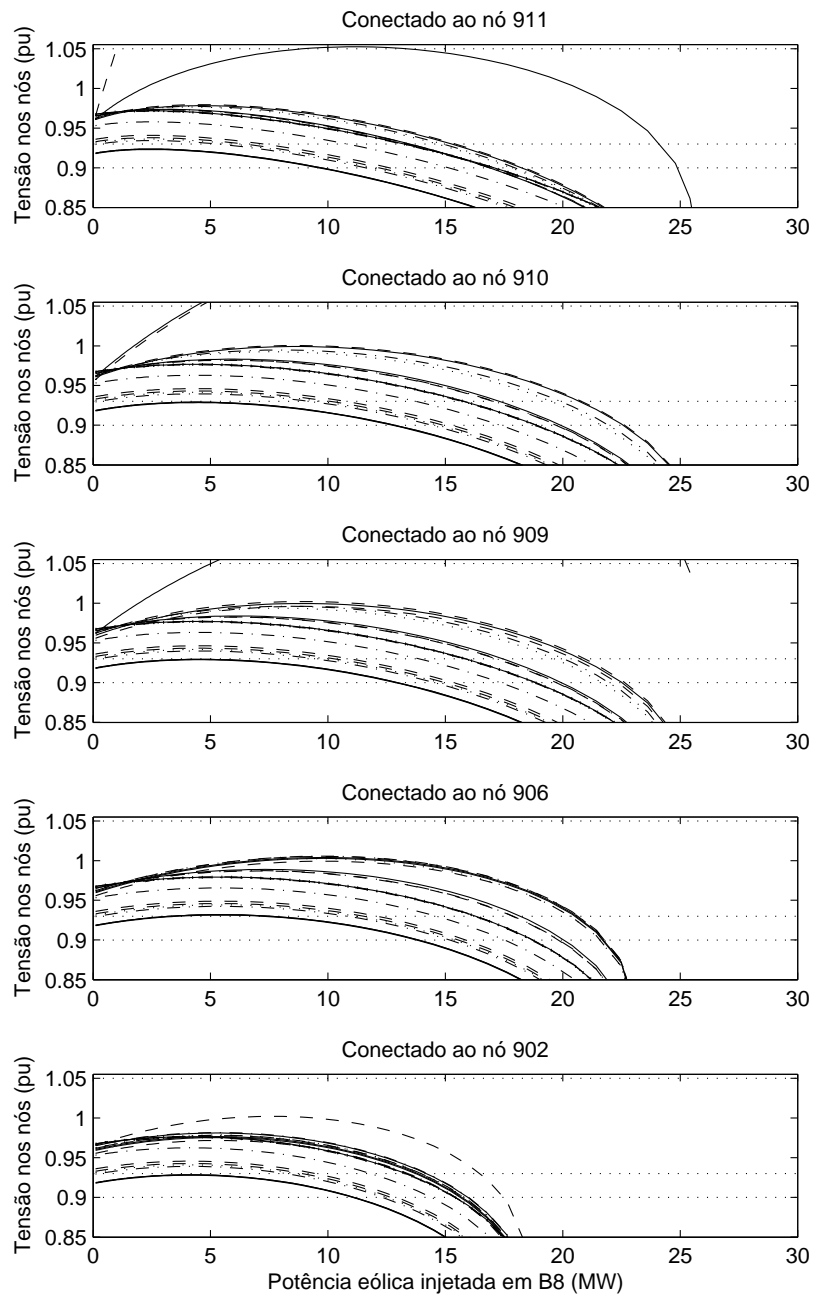 Conectado ao nó 911
1.05
1
0.95
0.9
0.85
Tensão nos nós (pu)
0 5 10 15 20 25 30
Conectado ao nó 910
1.05
1
0.95
0.9
0.85
Tensão nos nós (pu)
0 5 10 15 20 25 30
Conectado ao nó 909
1.05
1
0.95
0.9
0.85
Tensão nos nós (pu)
0 5 10 15 20 25 30
Conectado ao nó 906
1.05
1
0.95
0.9
0.85
Tensão nos nós (pu)
0 5 10 15 20 25 30
Conectado ao nó 902
1.05
1
0.95
0.9
0.85
Tensão nos nós (pu)
0 5 10 15 20 25 30
Potência eólica injetada em B8 (MW)